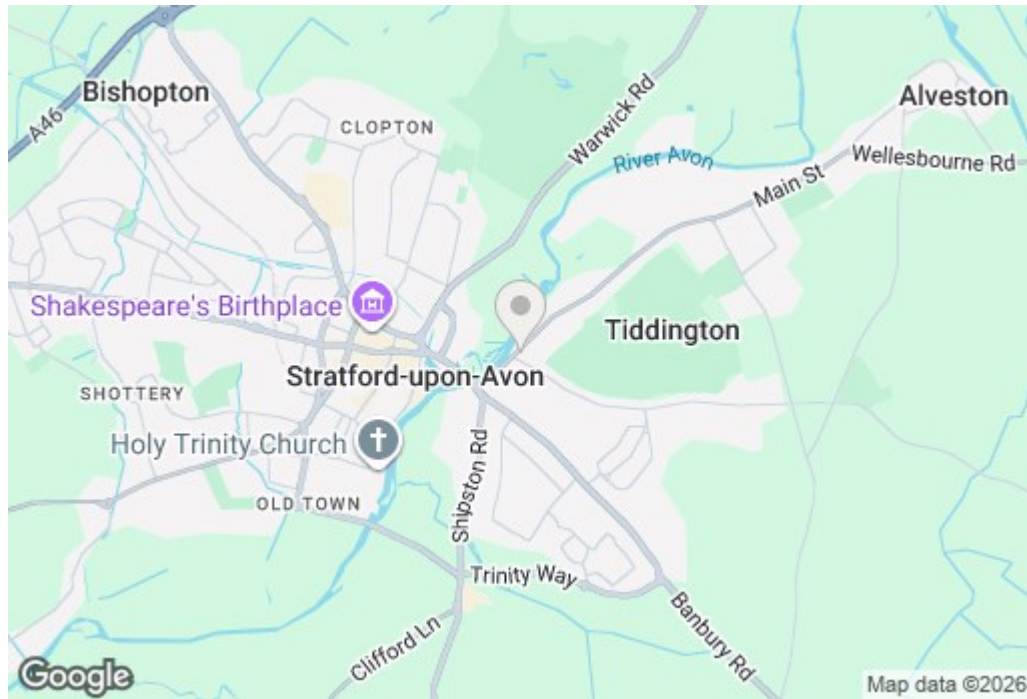 Bishopton
A46
CLOPTON
Warwick Rd
River Avon
Alveston
Wellesbourne Rd
Main St
Shakespeare's Birthplace
Tiddington
Stratford-upon-Avon
SHOTTERY
Holy Trinity Church
OLD TOWN
Shipston Rd
Trinity Way
Banbury Rd
Clifford Ln
Google
Map data ©2026